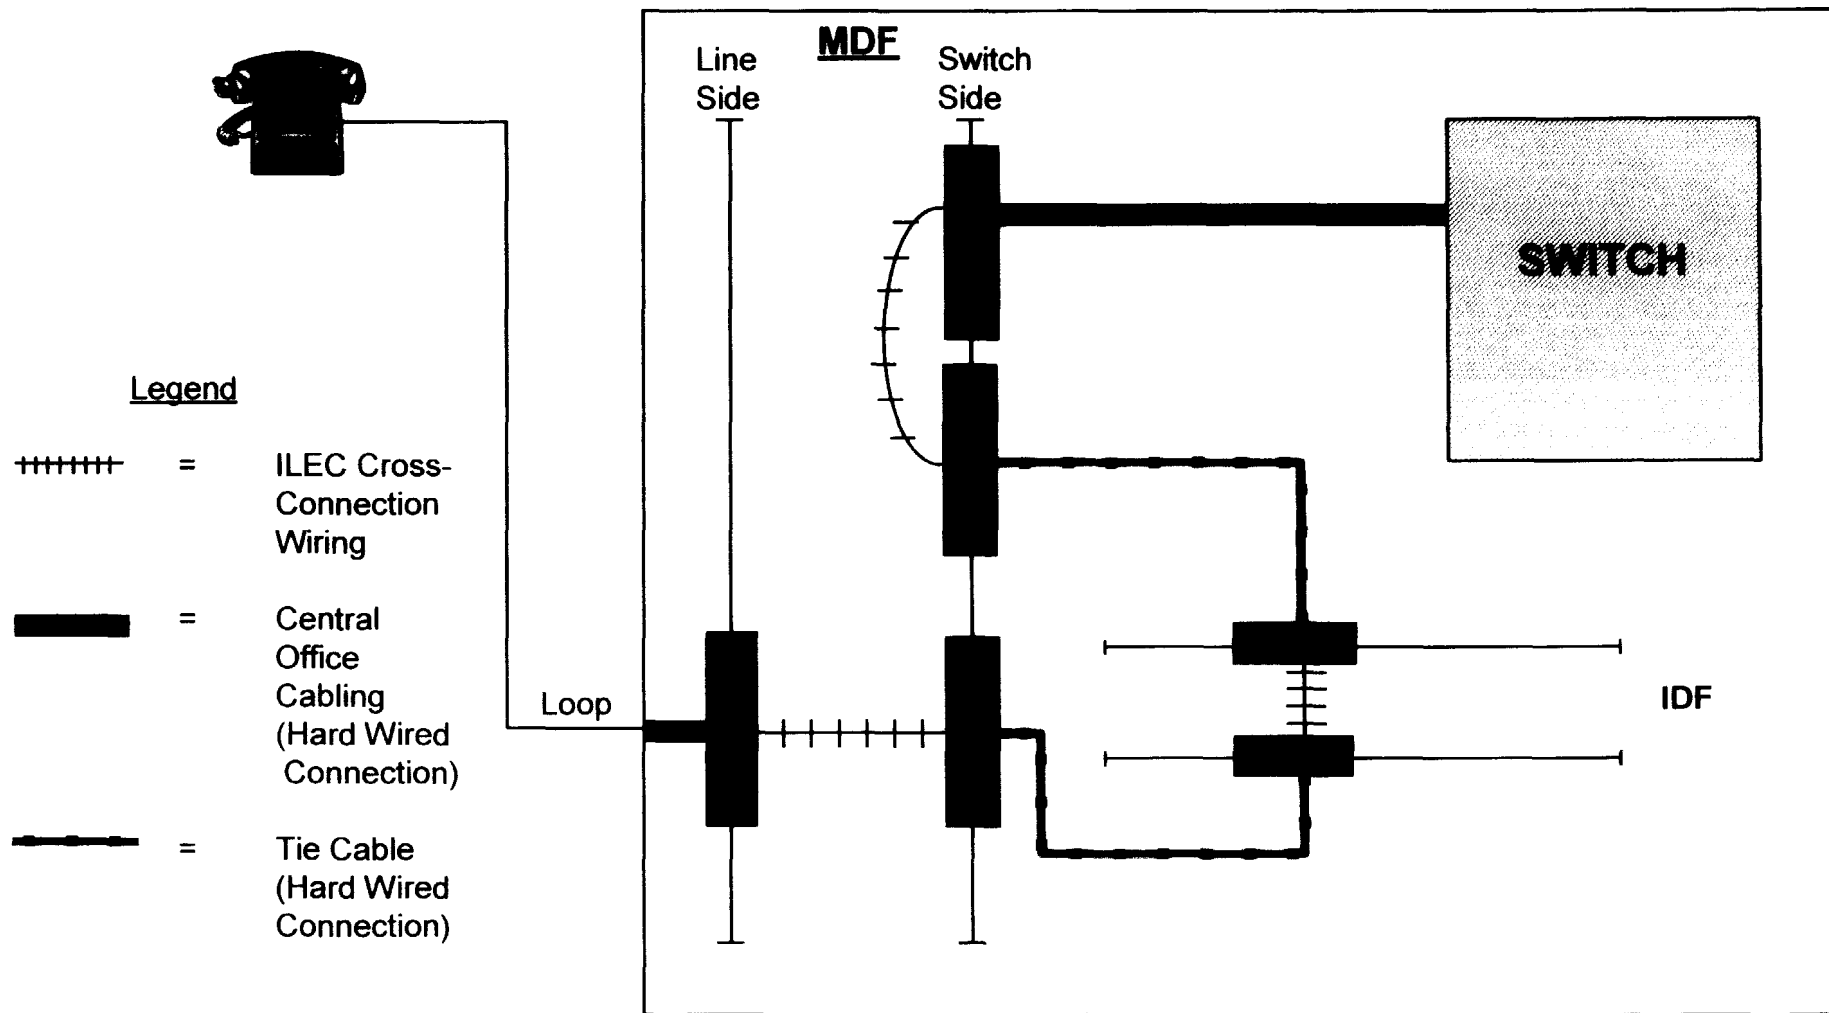 MDF
Line
Side
Switch
Side
SWITCH
Legend
=
ILEC Cross-
Connection
Wiring
=
Central
Office
Cabling
(Hard Wired
Connection)
=
Tie Cable
(Hard Wired
Connection)
Loop
IDF